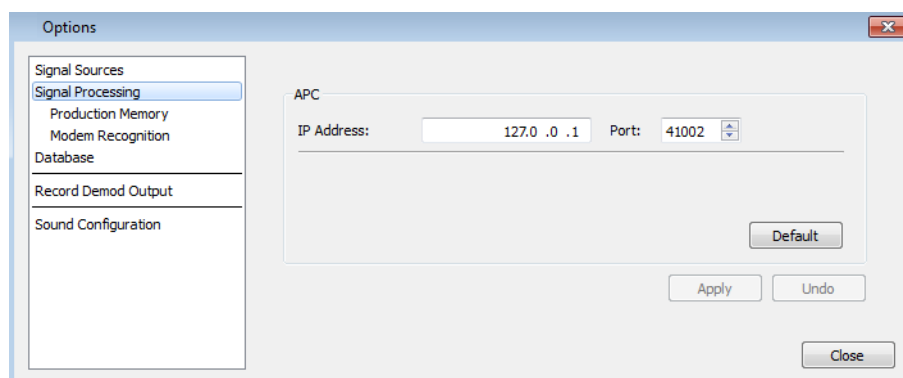 Options
Signal Sources
Signal Processing
Production Memory
Modem Recognition
Database
Record Demod Output
Sound Configuration
APC
IP Address: 127.0 .0 .1 Port: 41002
Default
Apply Undo
Close